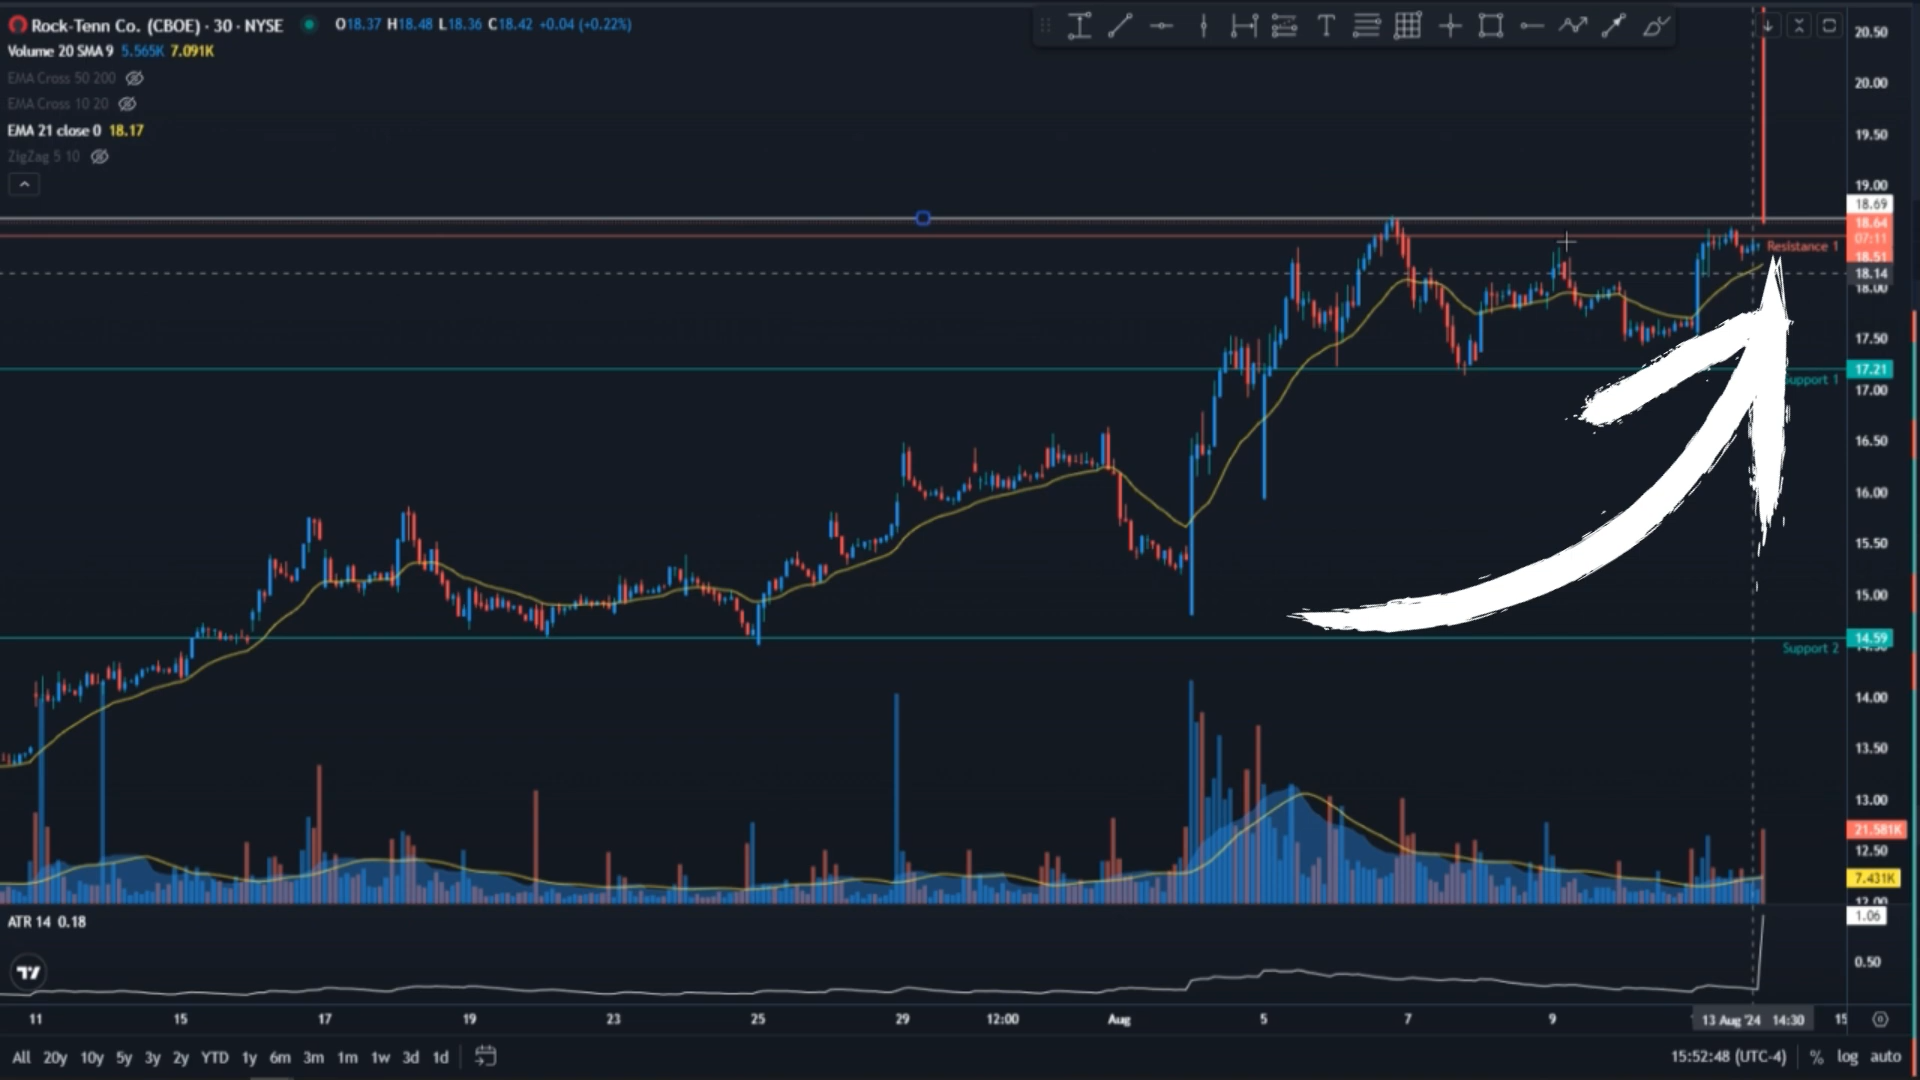 Rock-Tenn Co. (CBOE) · 30 · NYSE O18.37 H18.48 L18.36 C18.42 +0.04 (+0.22%)
Volume 20 SMA 9 5.565K 7.091K
EMA Cross 50 200
EMA Cross 10 20
EMA 21 close 0 18.17
ZigZag 5 10
20.50
20.00
19.50
19.00
18.69
18.64
07:11
Resistance 1
18.51
18.14
18.00
17.50
17.21
Support 1
17.00
16.50
16.00
15.50
15.00
14.59
Support 2
14.50
14.00
13.50
13.00
21.581K
12.50
7.431K
12.00
ATR 14 0.18
1.06
0.50
11 15 17 19 23 25 29 12:00 Aug 5 7 9 13 Aug '24 14:30 15
All 20y 10y 5y 3y 2y YTD 1y 6m 3m 1m 1w 3d 1d 15:52:48 (UTC-4) % log auto